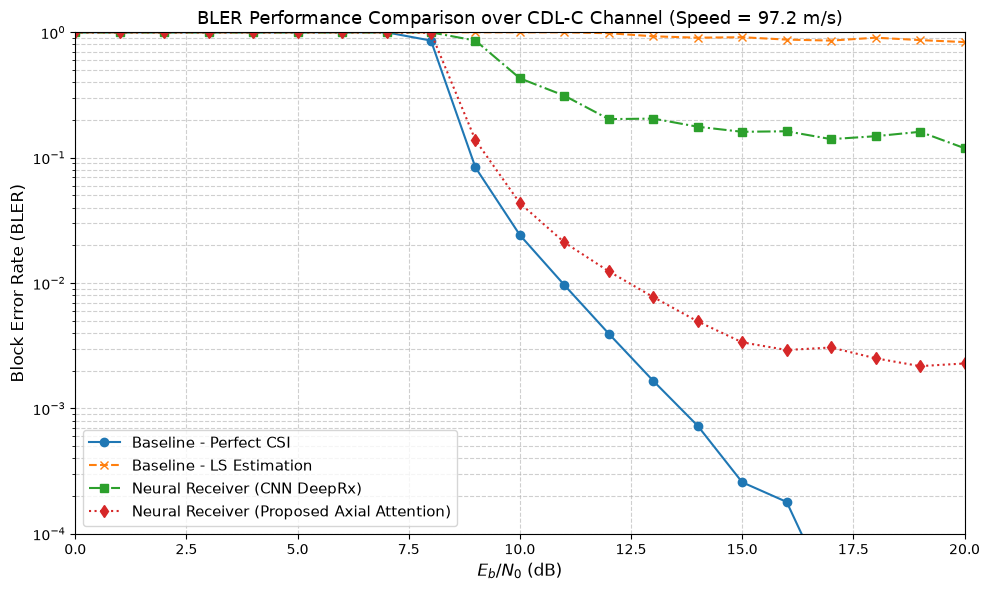 BLER Performance Comparison over CDL-C Channel (Speed = 97.2 m/s)
Block Error Rate (BLER)
10⁰
10⁻¹
10⁻²
10⁻³
10⁻⁴
Baseline - Perfect CSI
Baseline - LS Estimation
Neural Receiver (CNN DeepRx)
Neural Receiver (Proposed Axial Attention)
0.0 2.5 5.0 7.5 10.0 12.5 15.0 17.5 20.0
E_b/N_0 (dB)